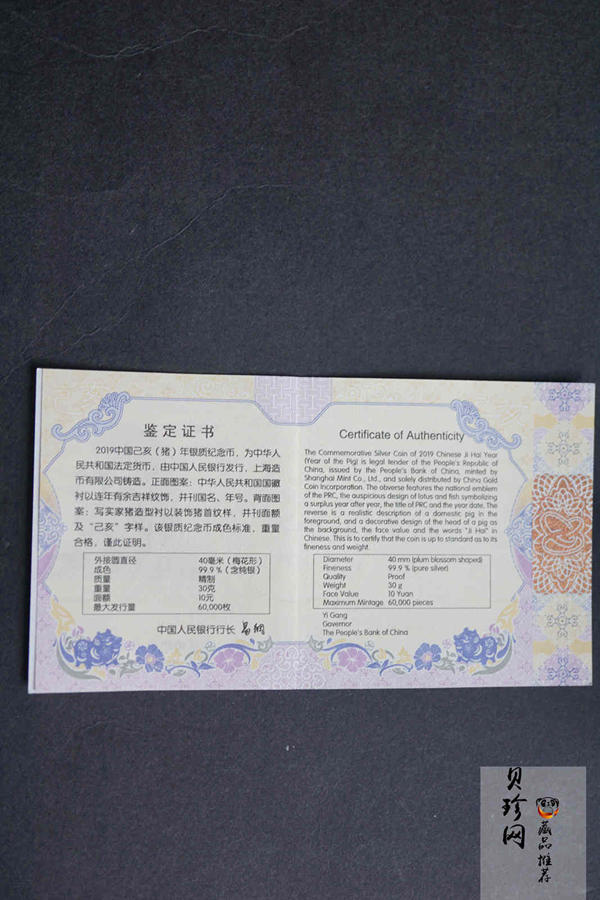 鉴定证书
2019中国己亥（猪）年银质纪念币，为中华人
民共和国法定货币，由中国人民银行发行，上海造
币有限公司铸造。正面图案：中华人民共和国国徽
衬以连年有余吉祥纹饰，并刊国名、年号。背面图
案：写实家猪造型衬以装饰猪首纹样，并刊面额
及“己亥”字样。该银质纪念币成色标准，重量
合格，谨此证明。
外接圆直径 40毫米（梅花形）
成色 99.9％（含纯银）
质量 精制
重量 30克
面额 10元
最大发行量 60,000枚
中国人民银行行长 易纲
Certificate of Authenticity
The Commemorative Silver Coin of 2019 Chinese Ji Hai Year
(Year of the Pig) is legal tender of the People's Republic of
China, issued by the People's Bank of China, minted by
Shanghai Mint Co., Ltd., and solely distributed by China Gold
Coin Incorporation. The obverse features the national emblem
of the PRC, the auspicious design of lotus and fish symbolizing
a surplus year after year, the title of PRC and the year date. The
reverse is a realistic description of a domestic pig in the
foreground, and a decorative design of the head of a pig as
the background, the face value and the words "Ji Hai" in
Chinese. This is to certify that the coin is up to standard as to its
fineness and weight.
Diameter 40 mm (plum blossom shaped)
Fineness 99.9 % (pure silver)
Quality Proof
Weight 30 g
Face Value 10 Yuan
Maximum Mintage 60,000 pieces
Yi Gang
Governor
The People's Bank of China
贝珍网
藏品推荐